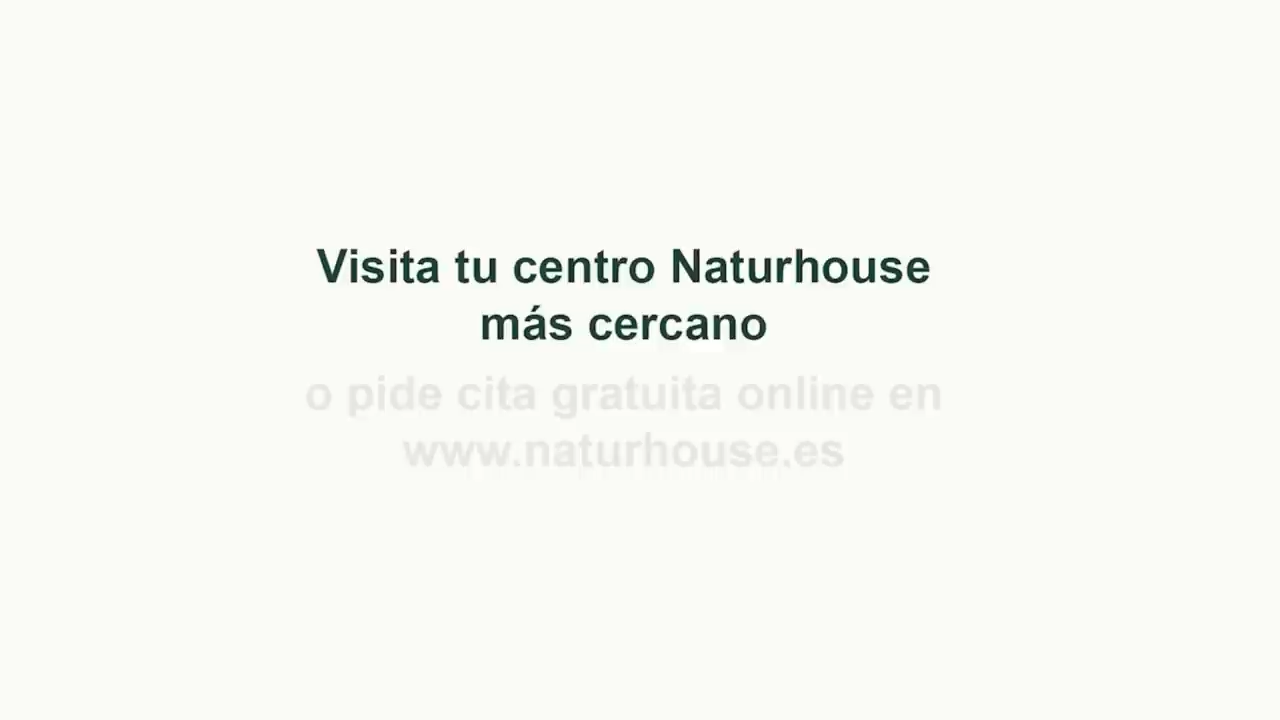 Visita tu centro Naturhouse
más cercano
o pide cita gratuita online en
www.naturhouse.es